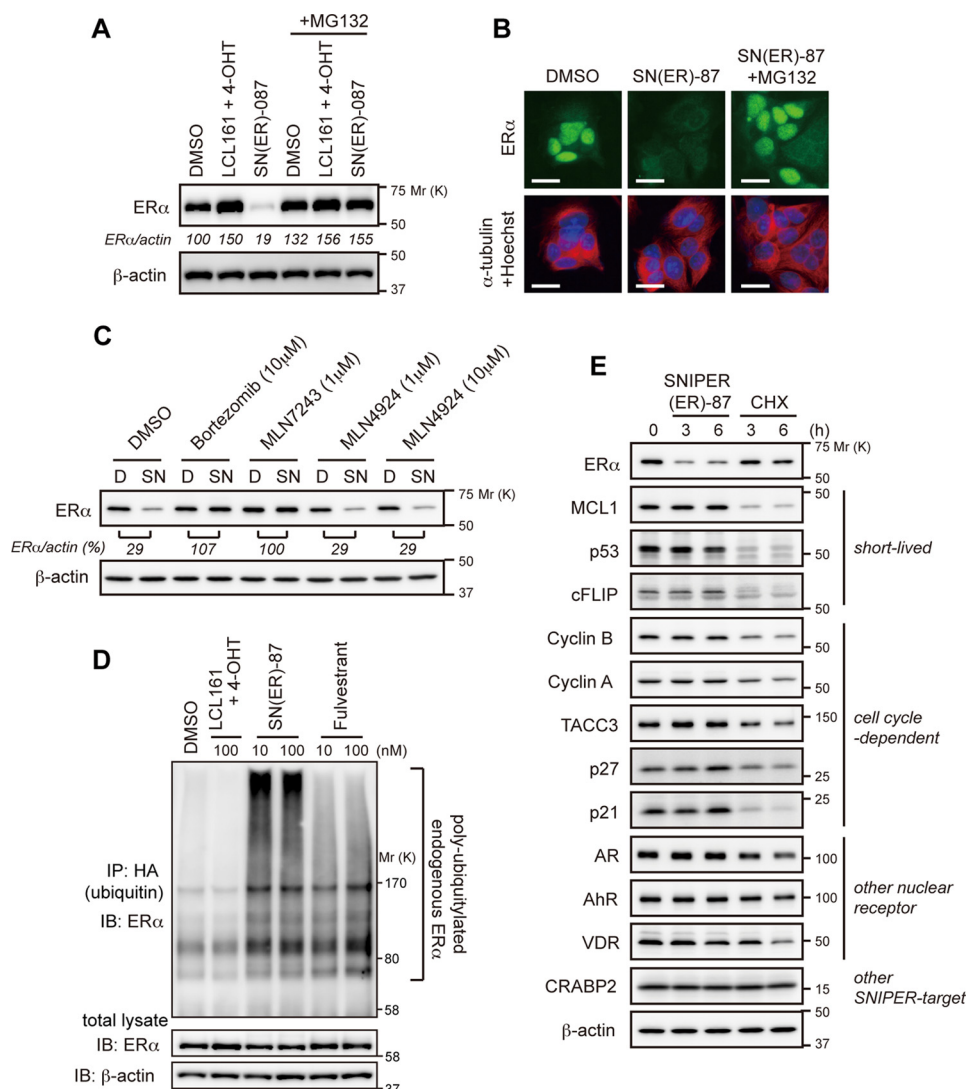 A
+MG132
DMSO
LCL161 + 4-OHT
SN(ER)-087
DMSO
LCL161 + 4-OHT
SN(ER)-087
75 Mr (K)
ERα
50
ERα/actin 100 150 19 132 156 155
50
β-actin
37
B
DMSO
SN(ER)-87
SN(ER)-87
+MG132
ERα
α-tubulin
+Hoechst
C
DMSO
Bortezomib (10μM)
MLN7243 (1μM)
MLN4924 (1μM)
MLN4924 (10μM)
D SN D SN D SN D SN D SN
75 Mr (K)
ERα
50
ERα/actin (%) 29 107 100 29 29
50
β-actin
37
D
DMSO
LCL161
+ 4-OHT
SN(ER)-87
Fulvestrant
100 10 100 10 100 (nM)
Mr (K)
IP: HA
(ubiquitin)
IB: ERα
170
80
58
poly-ubiquitylated
endogenous ERα
total lysate
IB: ERα
58
IB: β-actin
37
E
SNIPER
(ER)-87
CHX
0 3 6 3 6 (h)
75 Mr (K)
ERα
50
50
MCL1
p53
50
cFLIP
50
short-lived
Cyclin B
50
Cyclin A
50
TACC3
150
p27
25
p21
25
cell cycle
-dependent
AR
100
AhR
100
VDR
50
other nuclear
receptor
CRABP2
15
other
SNIPER-target
50
β-actin
37